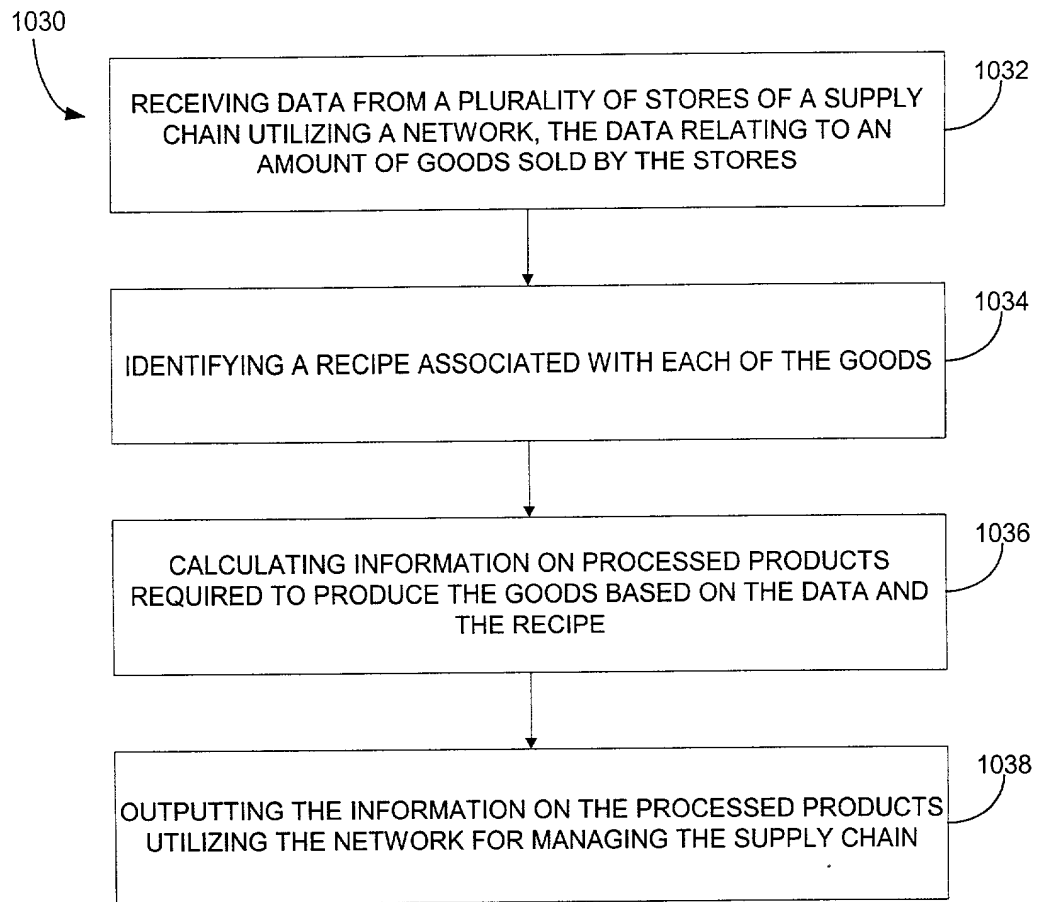 1030
1032
RECEIVING DATA FROM A PLURALITY OF STORES OF A SUPPLY
CHAIN UTILIZING A NETWORK, THE DATA RELATING TO AN
AMOUNT OF GOODS SOLD BY THE STORES
1034
IDENTIFYING A RECIPE ASSOCIATED WITH EACH OF THE GOODS
1036
CALCULATING INFORMATION ON PROCESSED PRODUCTS
REQUIRED TO PRODUCE THE GOODS BASED ON THE DATA AND
THE RECIPE
1038
OUTPUTTING THE INFORMATION ON THE PROCESSED PRODUCTS
UTILIZING THE NETWORK FOR MANAGING THE SUPPLY CHAIN